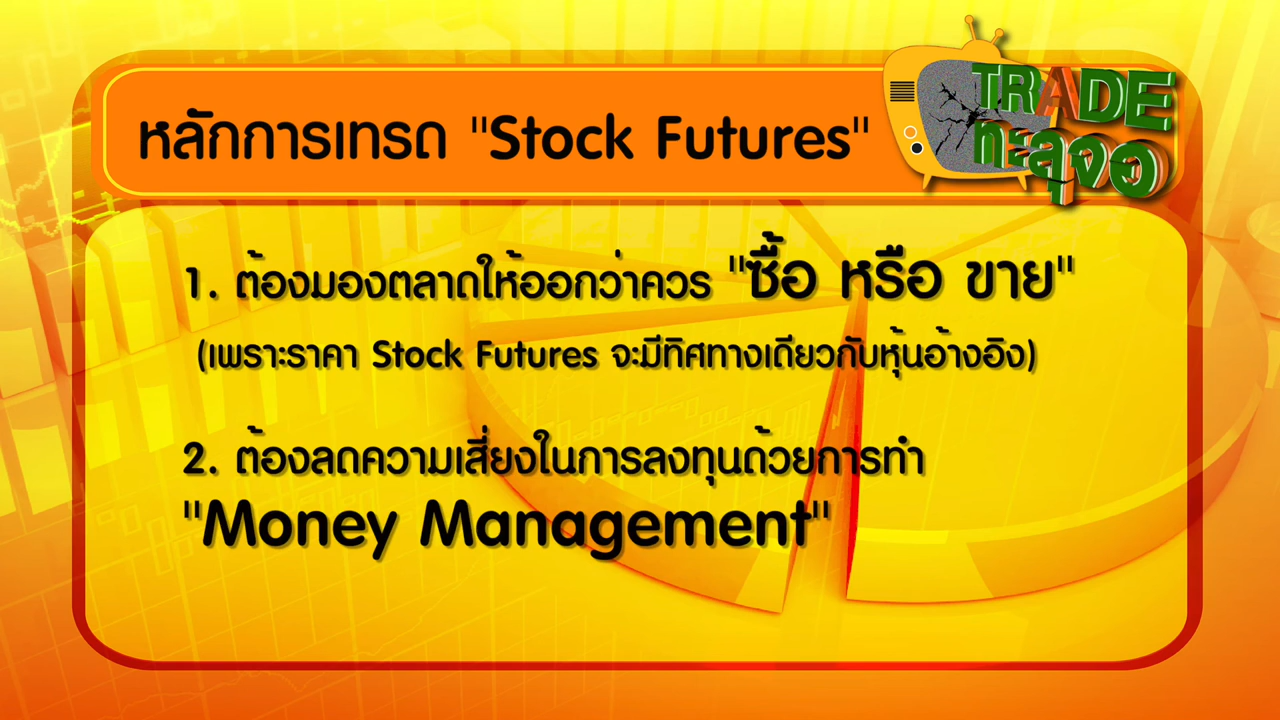 หลักการเทรด "Stock Futures"
TRADE
ทะลุจอ
1. ต้องมองตลาดให้ออกว่าควร "ซื้อ หรือ ขาย"
(เพราะราคา Stock Futures จะมีทิศทางเดียวกับหุ้นอ้างอิง)
2. ต้องลดความเสี่ยงในการลงทุนด้วยการทำ
"Money Management"